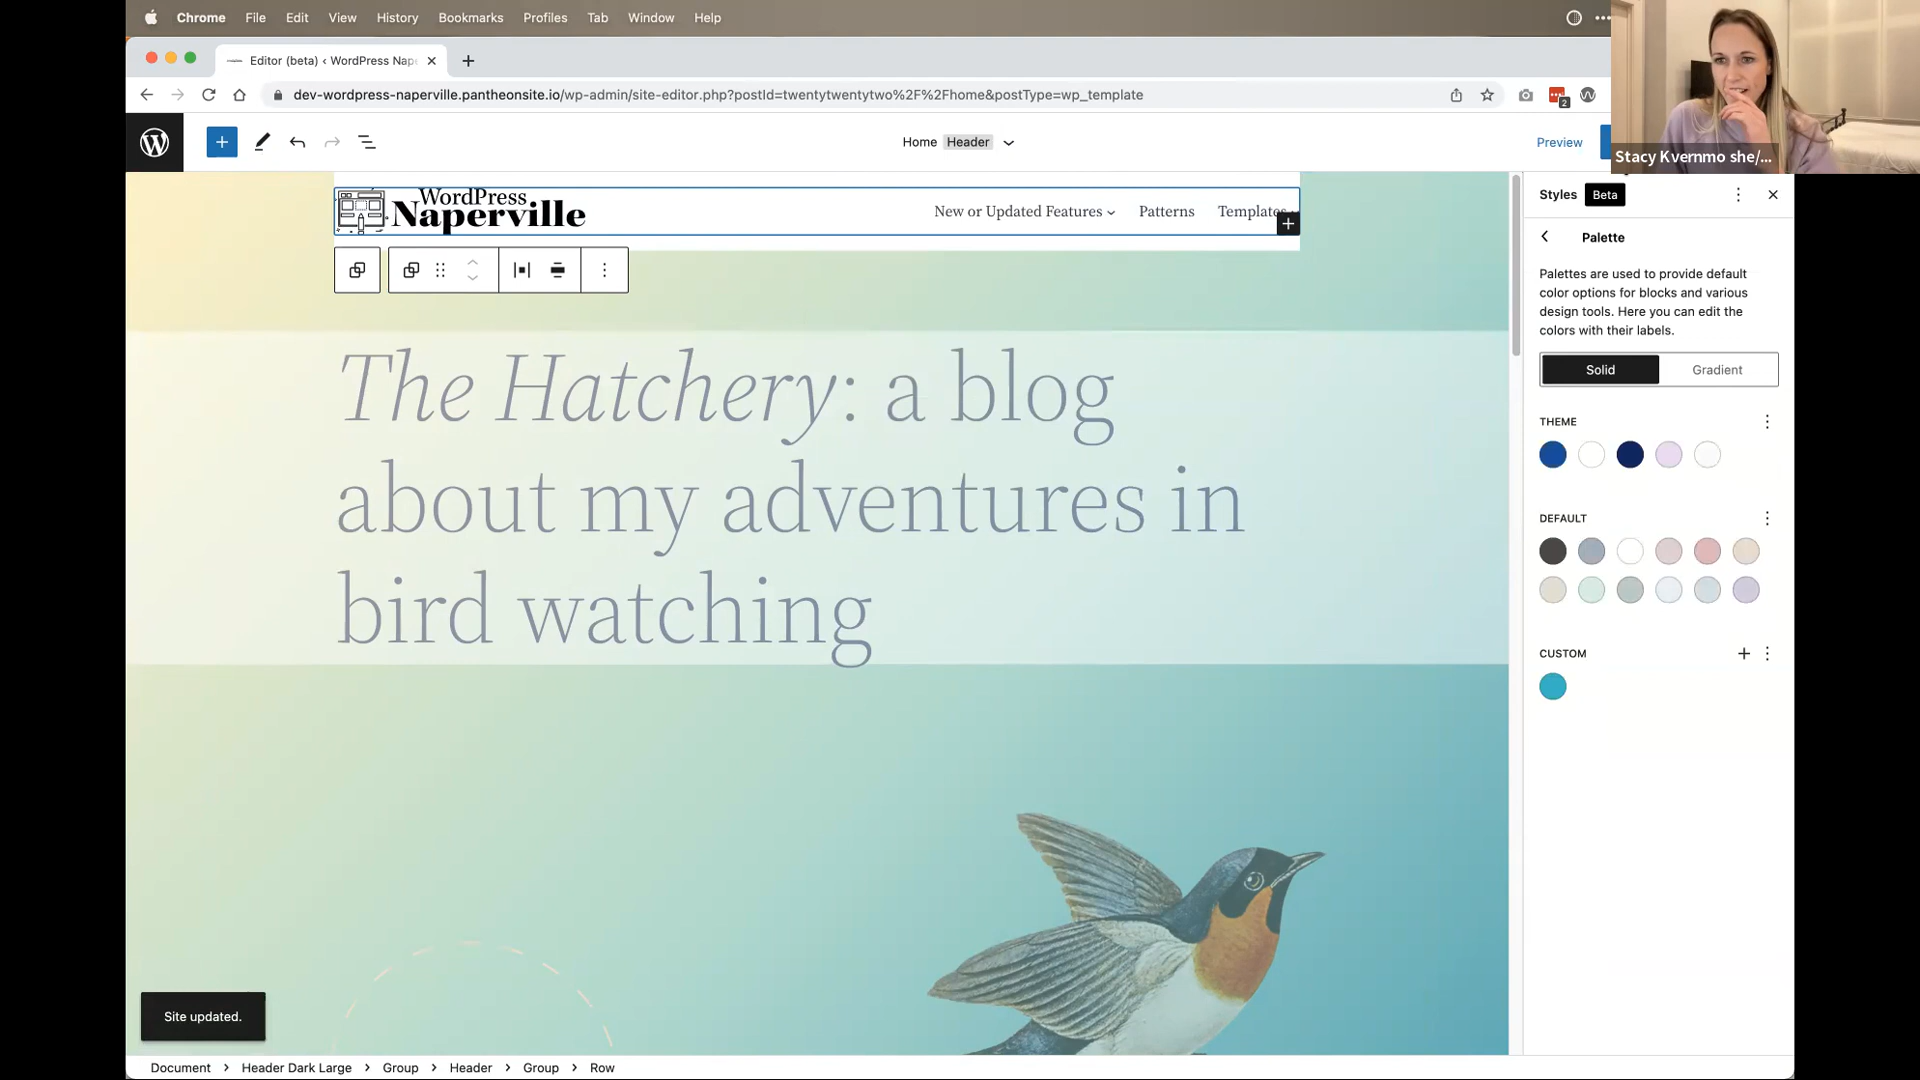 Chrome File Edit View History Bookmarks Profiles Tab Window Help
Editor (beta) ‹ WordPress Nap
dev-wordpress-naperville.pantheonsite.io/wp-admin/site-editor.php?postId=twentytwentytwo%2F%2Fhome&postType=wp_template
2
Home Header
Preview
Stacy Kvernmo she/...
WordPress
Naperville
New or Updated Features Patterns Templates
Styles Beta
Palette
Palettes are used to provide default
color options for blocks and various
design tools. Here you can edit the
colors with their labels.
Solid Gradient
THEME
DEFAULT
CUSTOM
The Hatchery: a blog
about my adventures in
bird watching
Site updated.
Document > Header Dark Large > Group > Header > Group > Row